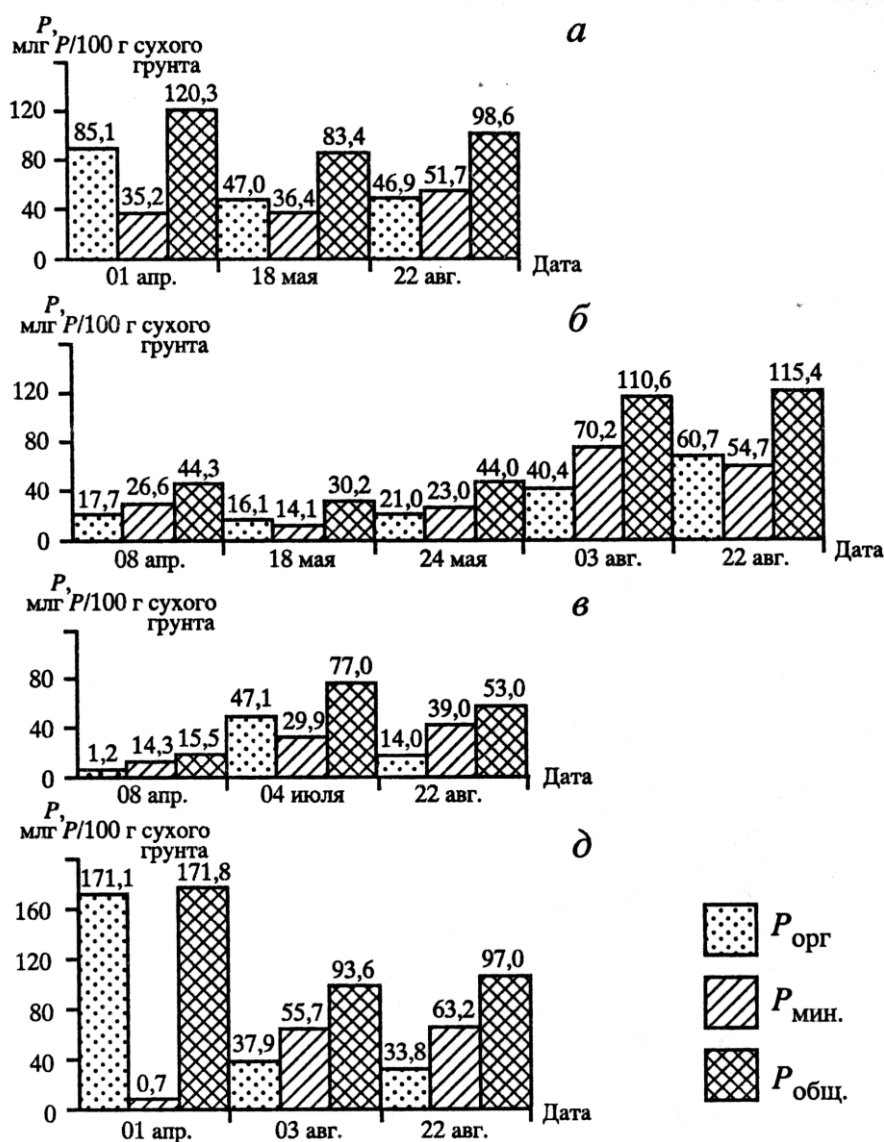 P,
млг P/100 г сухого
грунта
а
120
80
40
0
85,1
35,2
120,3
47,0
36,4
83,4
46,9
51,7
98,6
01 апр.
18 мая
22 авг.
Дата
P,
млг P/100 г сухого
грунта
б
120
80
40
0
17,7
26,6
44,3
16,1
14,1
30,2
21,0
23,0
44,0
40,4
70,2
110,6
60,7
54,7
115,4
08 апр.
18 мая
24 мая
03 авг.
22 авг.
Дата
P,
млг P/100 г сухого
грунта
в
80
40
0
1,2
14,3
15,5
47,1
29,9
77,0
14,0
39,0
53,0
08 апр.
04 июля
22 авг.
Дата
P,
млг P/100 г сухого
грунта
д
160
120
80
40
0
171,1
0,7
171,8
37,9
55,7
93,6
33,8
63,2
97,0
01 апр.
03 авг.
22 авг.
Дата
Pорг
Pмин.
Pобщ.